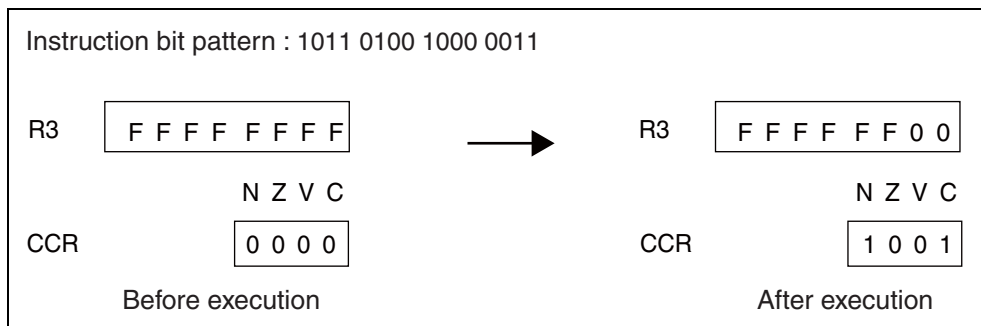 Instruction bit pattern : 1011 0100 1000 0011
R3 F F F F F F F F R3 F F F F F F 0 0
N Z V C N Z V C
CCR 0 0 0 0 CCR 1 0 0 1
Before execution After execution